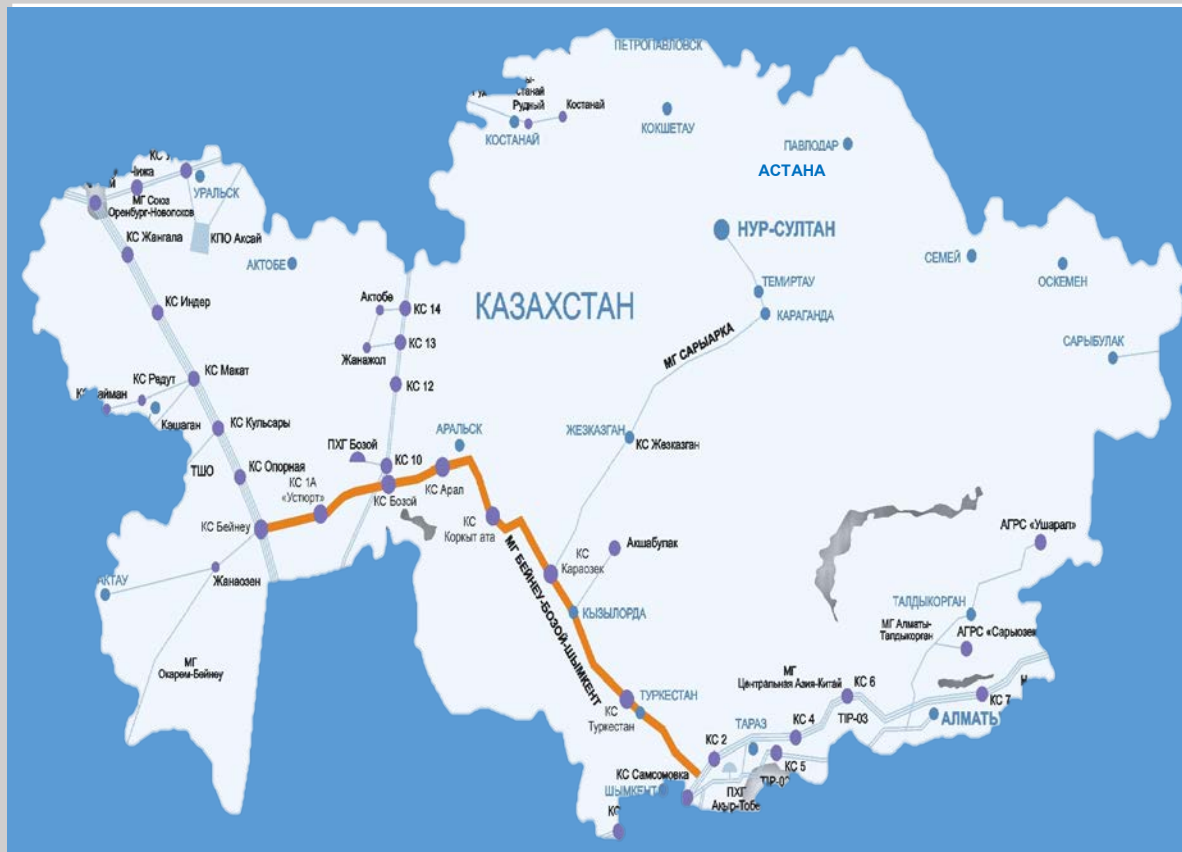 ПЕТРОПАВЛОВСК
Рудный
Костанай
КОСТАНАЙ
КОКШЕТАУ
ПАВЛОДАР
АСТАНА
Чижа
УРАЛЬСК
МГ Союз
Оренбург-Новопсков
КС Жангала
КПО Аксай
АКТОБЕ
НУР-СУЛТАН
СЕМЕЙ
ОСКЕМЕН
ТЕМИРТАУ
КАРАГАНДА
КС Индер
Актобе
КС 14
КАЗАХСТАН
МГ САРЫАРКА
САРЫБУЛАК
КС 13
Жанажол
КС Редут
КС Макат
КС 12
Кашаган
КС Кульсары
АРАЛЬСК
ЖЕЗКАЗГАН
КС Жезказган
ПХГ Бозой
КС 10
ТШО
КС Опорная
КС 1А
«Устюрт»
КС Бозой
КС Арал
КС Бейнеу
КС
Коркыт ата
МГ БЕЙНЕУ-БОЗОЙ-ШЫМКЕНТ
КС
Караозек
Акшабулак
АГРС «Ушарал»
АКТАУ
Жанаозен
КЫЗЫЛОРДА
ТАЛДЫКОРГАН
МГ Алматы-
Талдыкорган
АГРС «Сарыозек
МГ
Окарем-Бейнеу
МГ
Центральная Азия-Китай
КС 6
КС 7
КС
Туркестан
ТУРКЕСТАН
TIP-03
АЛМАТЬ
ТАРАЗ
КС 4
КС 2
КС 5
КС Самсоновка
TIP-02
ШЫМКЕНТ
ПХГ
Акыр-Тобе
КС